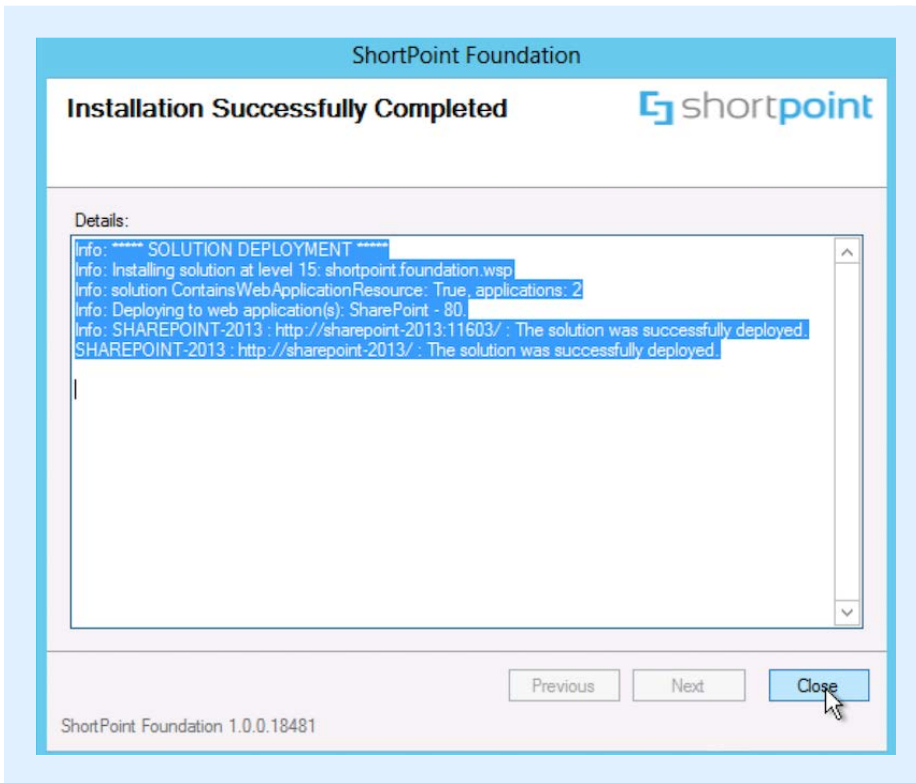 ShortPoint Foundation
Installation Successfully Completed
shortpoint
Details:
Info: ***** SOLUTION DEPLOYMENT *****
Info: Installing solution at level 15: shortpoint.foundation.wsp
Info: solution ContainsWebApplicationResource: True, applications: 2
Info: Deploying to web application(s): SharePoint - 80.
Info: SHAREPOINT-2013 : http://sharepoint-2013:11603/ : The solution was successfully deployed.
SHAREPOINT-2013 : http://sharepoint-2013/ : The solution was successfully deployed.
Previous
Next
Close
ShortPoint Foundation 1.0.0.18481